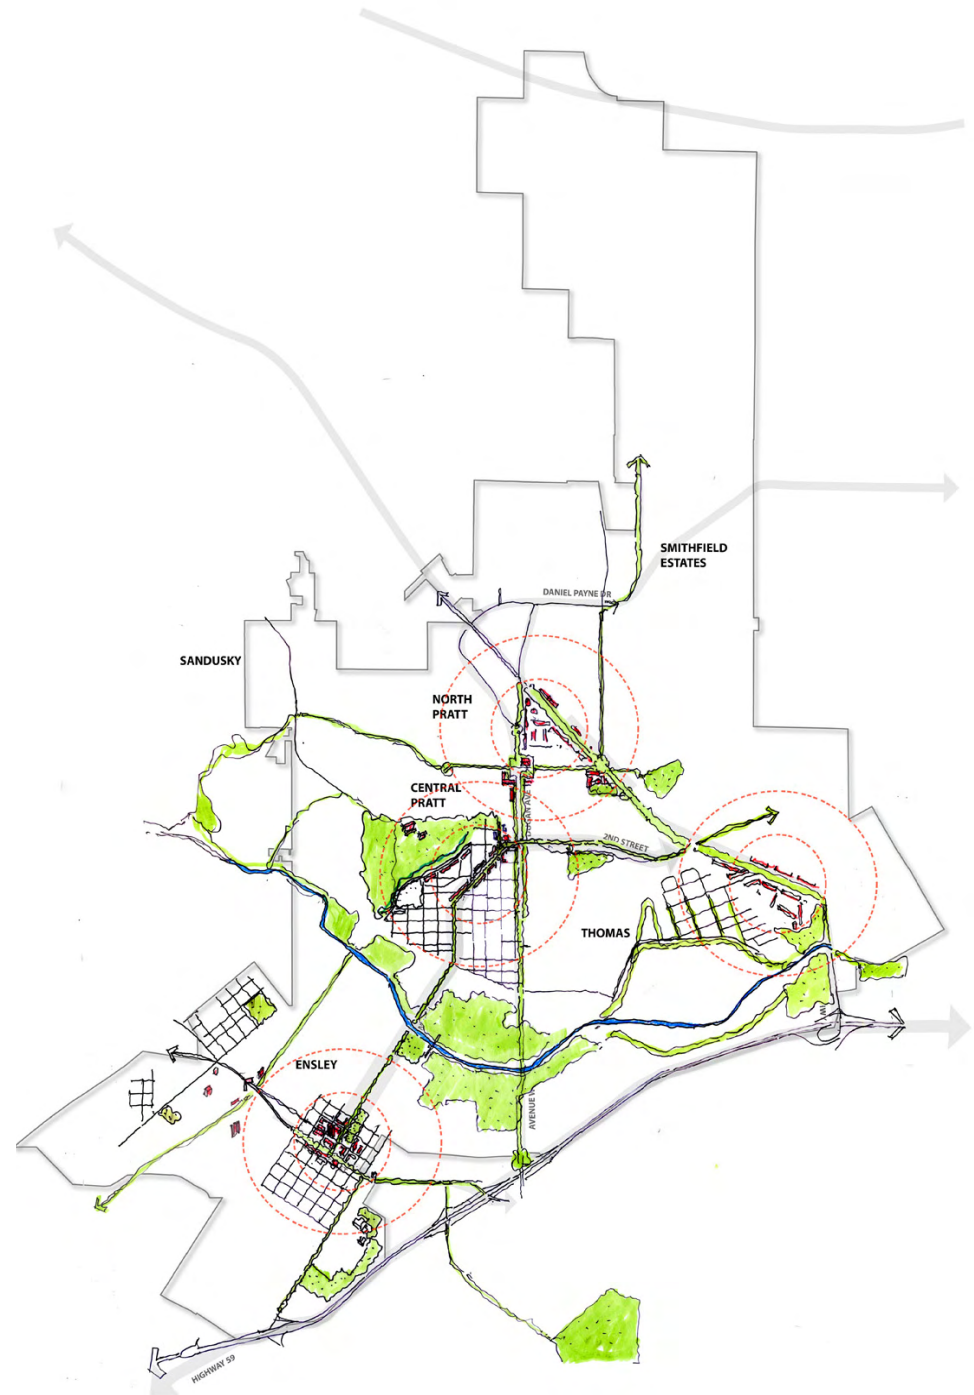 SMITHFIELD
ESTATES
DANIEL PAYNE DR
SANDUSKY
NORTH
PRATT
CENTRAL
PRATT
2ND STREET
THOMAS
ENSLEY
AVENUE
HIGHWAY 59